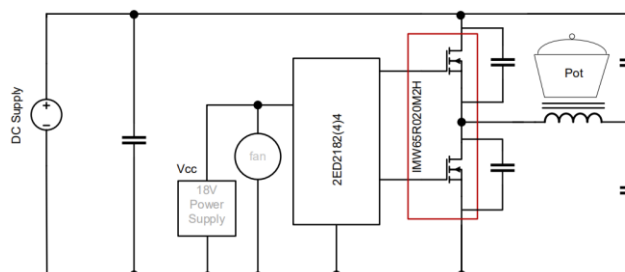 DC Supply
+
−
Vcc
18V
Power
Supply
fan
2ED2182(4)4
IMW65R020M2H
Pot